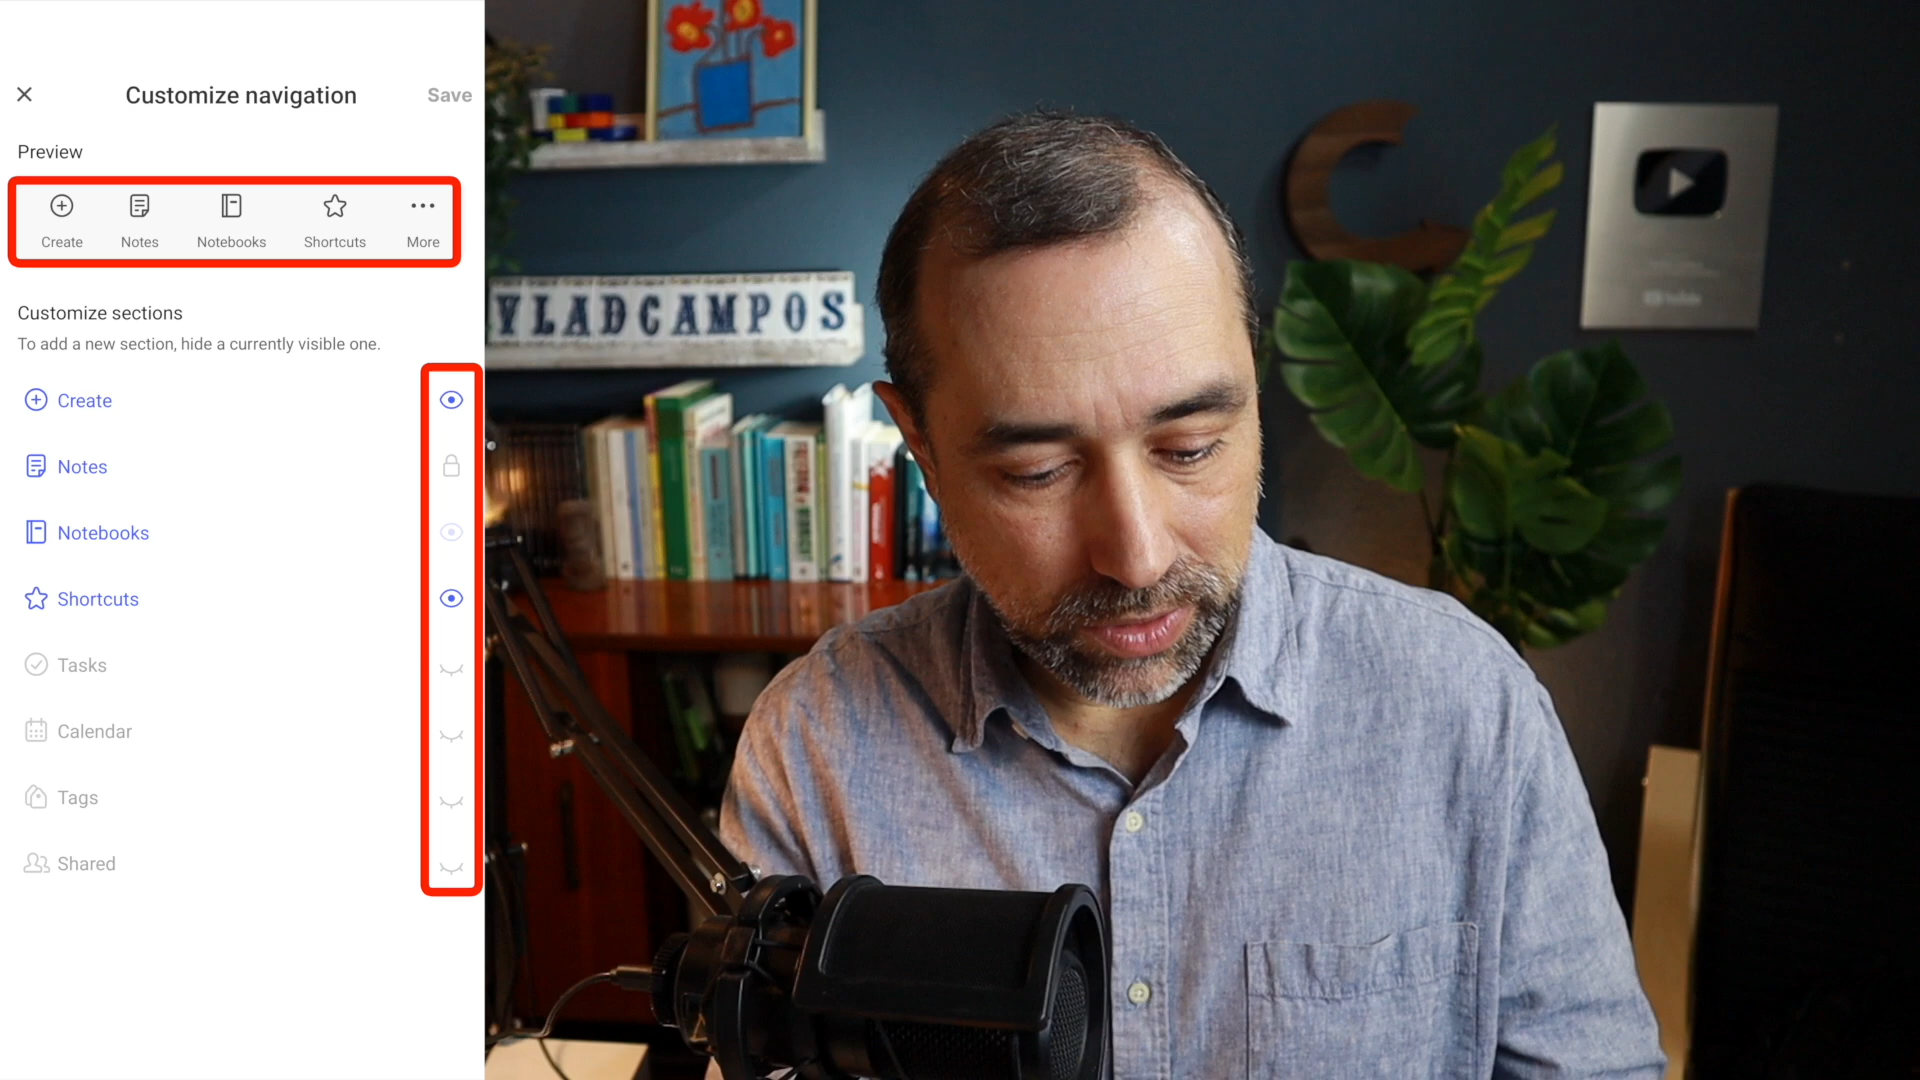 Customize navigation
Save
Preview
Create
Notes
Notebooks
Shortcuts
More
Customize sections
To add a new section, hide a currently visible one.
Create
Notes
Notebooks
Shortcuts
Tasks
Calendar
Tags
Shared
VLADCAMPOS